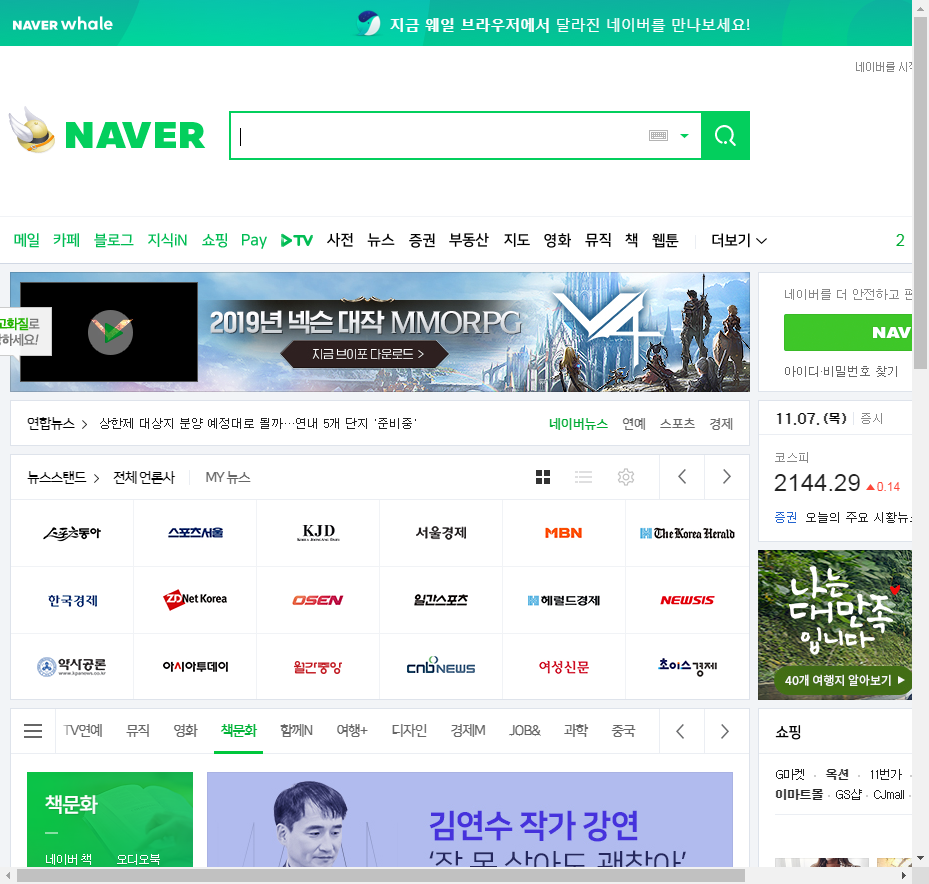 NAVER whale
지금 웨일 브라우저에서 달라진 네이버를 만나보세요!
네이버를 시작
NAVER
메일 카페 블로그 지식iN 쇼핑 Pay TV 사전 뉴스 증권 부동산 지도 영화 뮤직 책 웹툰 더보기 2
고화질로
하세요!
2019년 넥슨 대작 MMORPG
지금 브이포 다운로드 >
V4
네이버를 더 안전하고 편
NAV
아이디·비밀번호 찾기
연합뉴스 > 상한제 대상지 분양 예정대로 될까…연내 5개 단지 '준비중' 네이버뉴스 연예 스포츠 경제
11.07.(목) 증시
코스피
2144.29 ▲0.14
증권 오늘의 주요 시황뉴스
뉴스스탠드 > 전체 언론사 MY 뉴스
스포츠동아 스포츠서울 KJD 서울경제 MBN The Korea Herald
KOREA JOONGANG DAILY
한국경제 ZDNet Korea OSEN 일간스포츠 헤럴드경제 NEWSIS
약사공론 아시아투데이 월간중앙 cnbNEWS 여성신문 초이스경제
www.kpanews.co.kr
나는
대만족
입니다
40개 여행지 알아보기 ▶
TV연예 뮤직 영화 책문화 함께N 여행+ 디자인 경제M JOB& 과학 중국
쇼핑
G마켓 · 옥션 · 11번가 ·
이마트몰 · GS샵 · CJmall ·
책문화
네이버 책 오디오북
김연수 작가 강연
'잘 못 살아도 괜찮아'